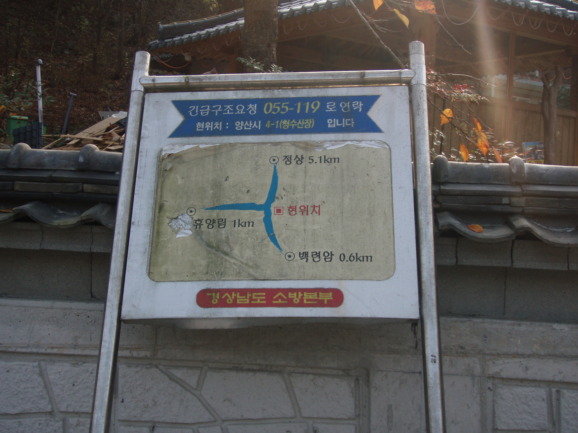 긴급구조요청 055-119 로 연락
현위치 : 양산시 4-1(청수산장) 입니다
정상 5.1km
현위치
휴양림 1km
백련암 0.6km
경상남도 소방본부